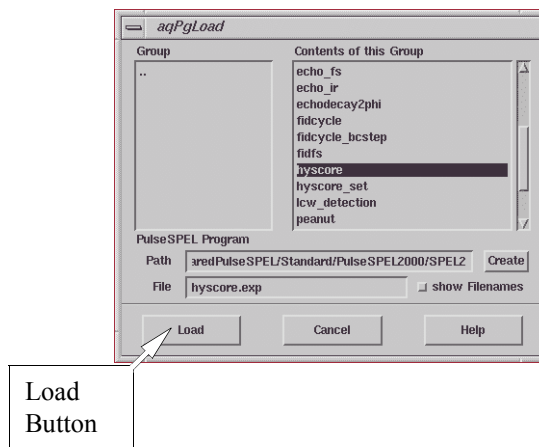 aqPgLoad
Group
Contents of this Group
..
echo_fs
echo_ir
echodecay2phi
fidcycle
fidcycle_bcstep
fidfs
hyscore
hyscore_set
lcw_detection
peanut
PulseSPEL Program
Path aredPulseSPEL/Standard/PulseSPEL2000/SPEL2 Create
File hyscore.exp show Filenames
Load Cancel Help
Load
Button